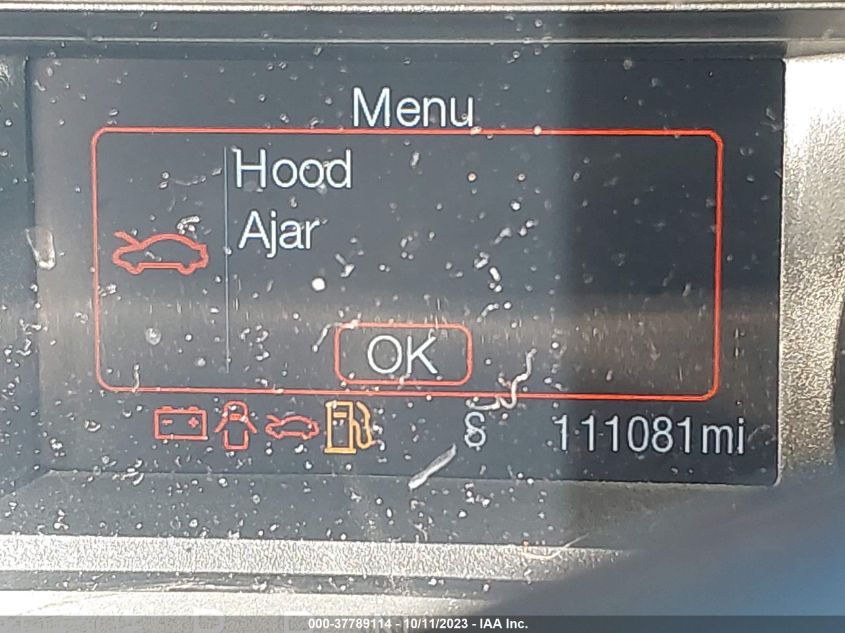 Menu
Hood
Ajar
OK
S 111081mi
000-37789114 - 10/11/2023 - IAA Inc.